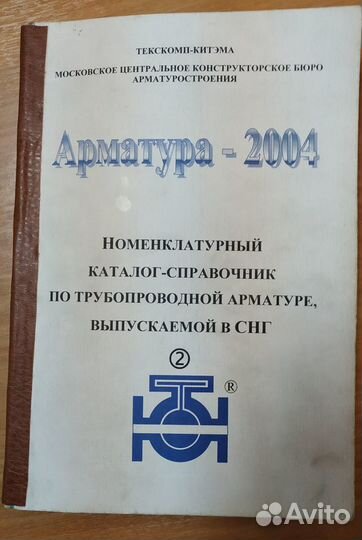 ТЕКСКОМП-КИТЭМА
МОСКОВСКОЕ ЦЕНТРАЛЬНОЕ КОНСТРУКТОРСКОЕ БЮРО
АРМАТУРОСТРОЕНИЯ
Арматура - 2004
НОМЕНКЛАТУРНЫЙ
КАТАЛОГ-СПРАВОЧНИК
ПО ТРУБОПРОВОДНОЙ АРМАТУРЕ,
ВЫПУСКАЕМОЙ В СНГ
②
®
Avito